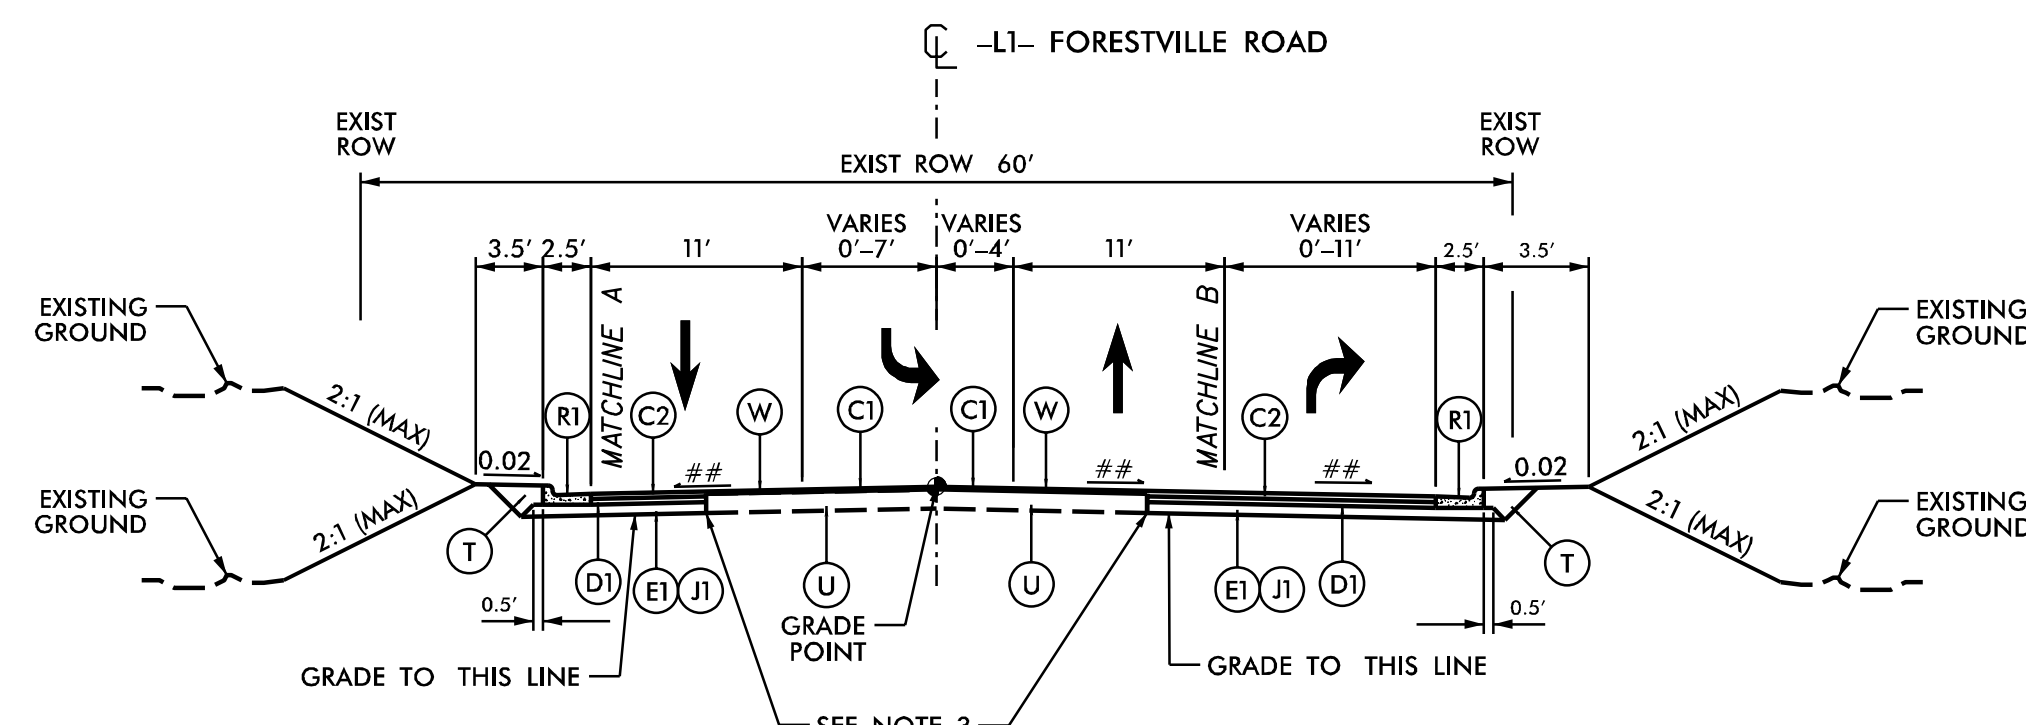 ℄ –L1– FORESTVILLE ROAD
EXIST
ROW
EXIST
ROW
EXIST ROW 60'
VARIES
0'–7'
VARIES
0'–4'
VARIES
0'–11'
3.5'
2.5'
11'
11'
2.5'
3.5'
MATCHLINE A
MATCHLINE B
EXISTING
GROUND
EXISTING
GROUND
2:1 (MAX)
2:1 (MAX)
R1
C2
W
C1
C1
W
C2
R1
0.02
##
##
##
0.02
EXISTING
GROUND
EXISTING
GROUND
2:1 (MAX)
2:1 (MAX)
T
D1
E1
J1
U
U
E1
J1
D1
T
0.5'
0.5'
GRADE
POINT
GRADE TO THIS LINE
GRADE TO THIS LINE
SEE NOTE 3